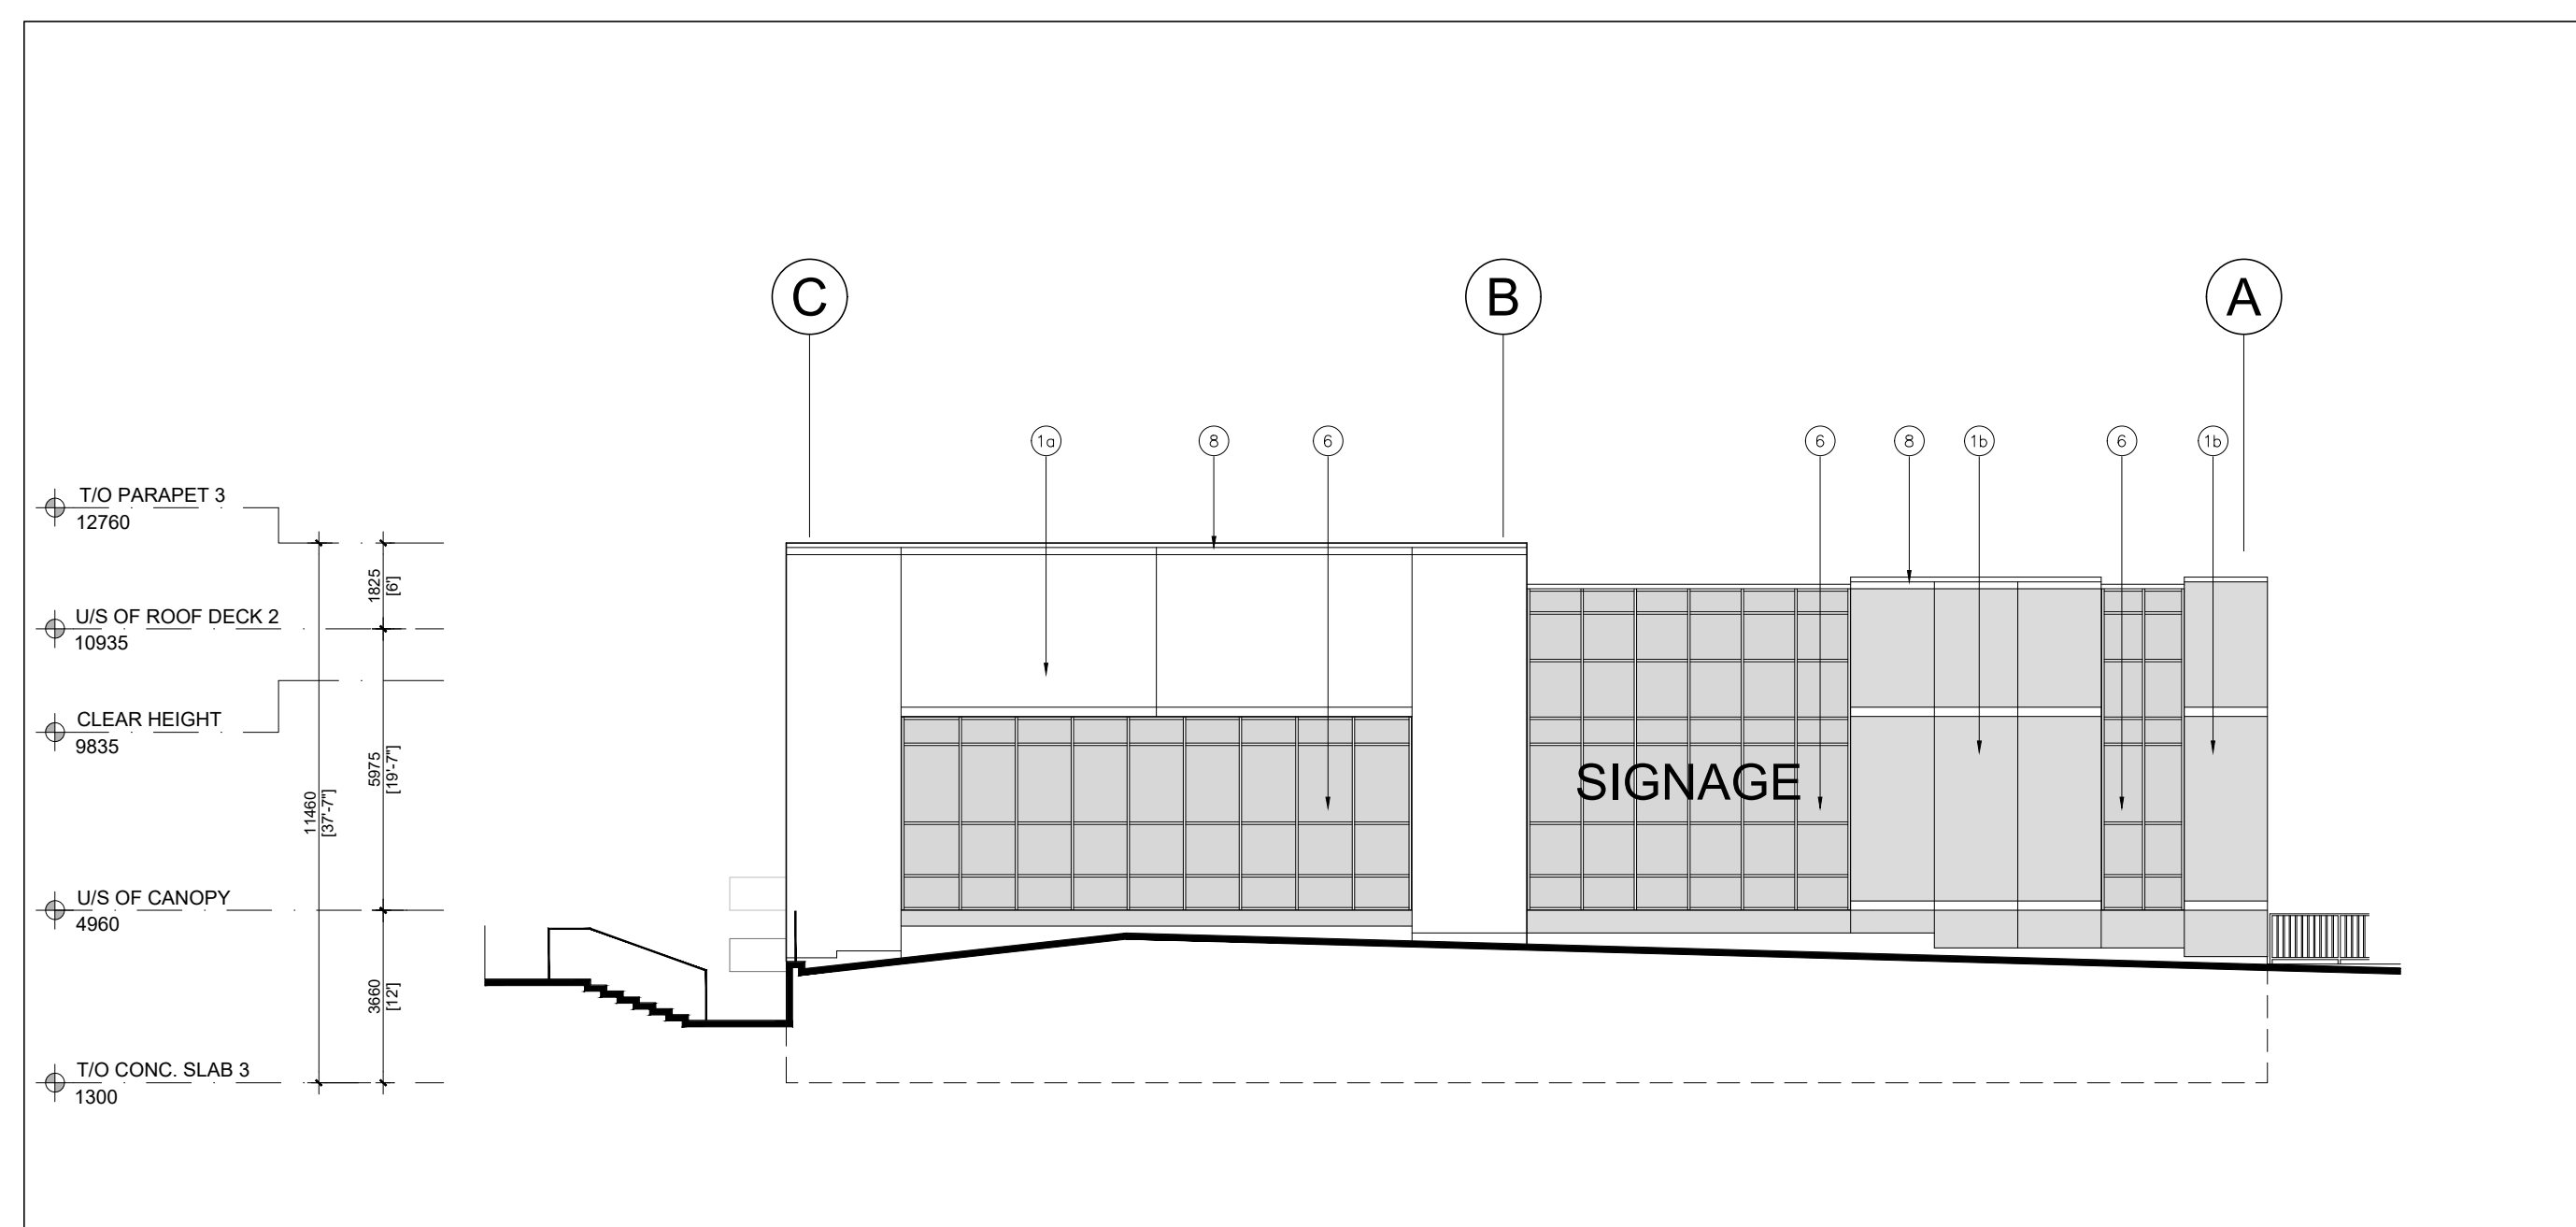 C B A
1a 8 6 6 8 1b 6 1b
T/O PARAPET 3
12760
1825
[6']
U/S OF ROOF DECK 2
10935
CLEAR HEIGHT
9835
5975
[19'-7"]
11460
[37'-7"]
SIGNAGE
U/S OF CANOPY
4960
3660
[12']
T/O CONC. SLAB 3
1300